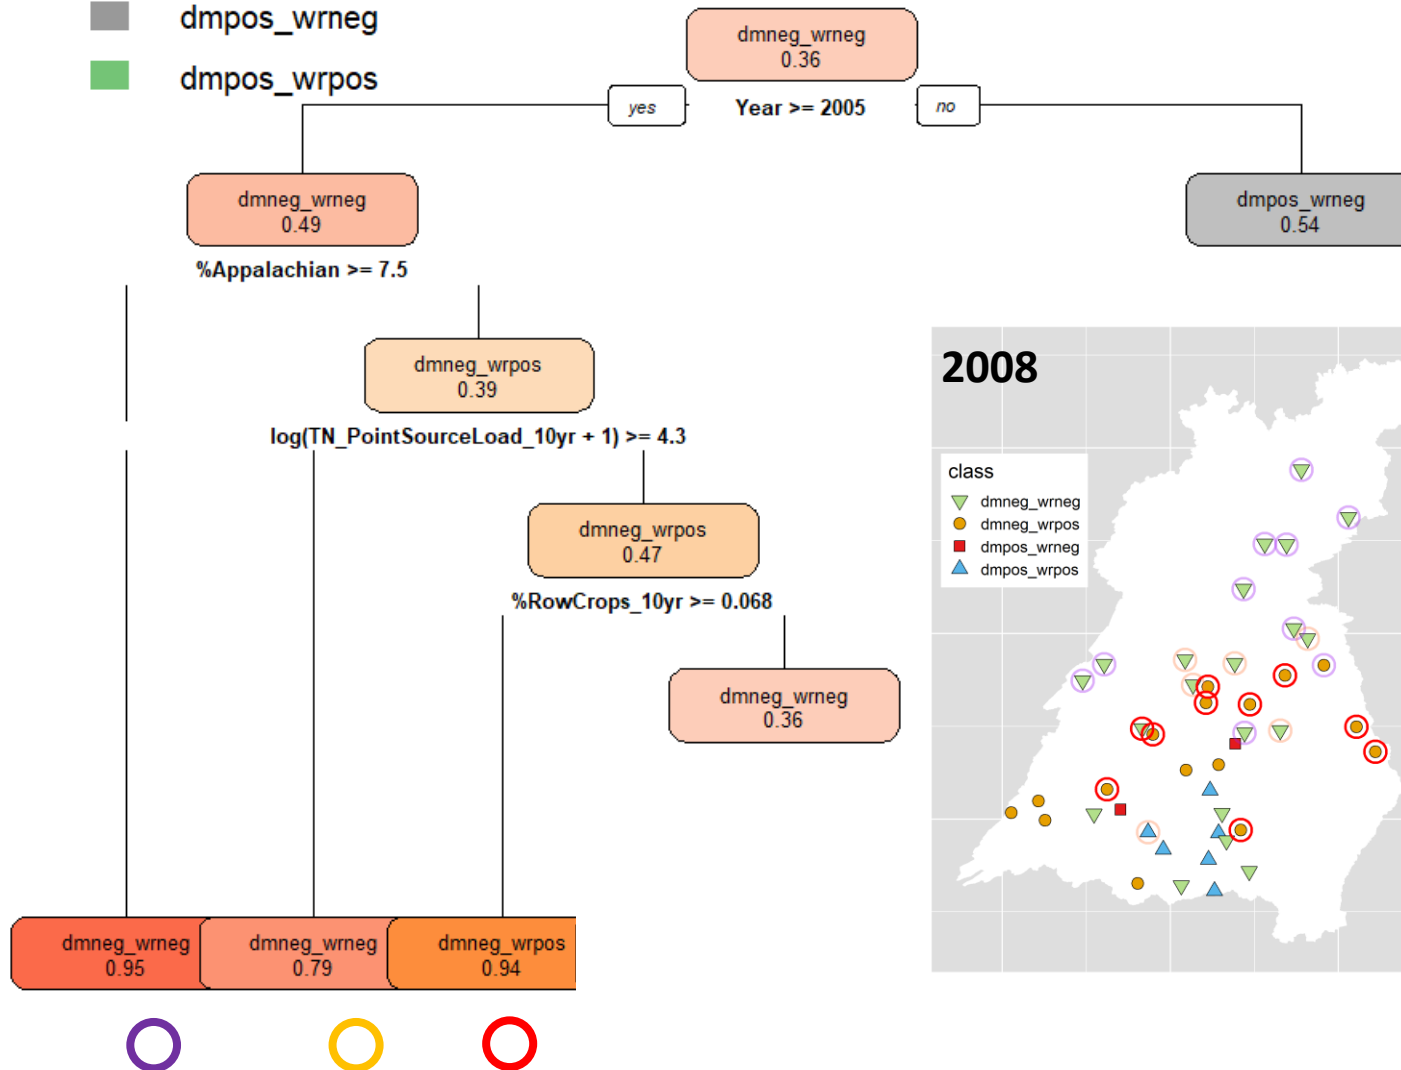 dmpos_wrneg
dmpos_wrpos
dmneg_wrneg
0.36
yes
Year >= 2005
no
dmneg_wrneg
0.49
dmpos_wrneg
0.54
%Appalachian >= 7.5
dmneg_wrpos
0.39
log(TN_PointSourceLoad_10yr + 1) >= 4.3
dmneg_wrpos
0.47
%RowCrops_10yr >= 0.068
dmneg_wrneg
0.36
dmneg_wrneg
0.95
dmneg_wrneg
0.79
dmneg_wrpos
0.94
2008
class
dmneg_wrneg
dmneg_wrpos
dmpos_wrneg
dmpos_wrpos